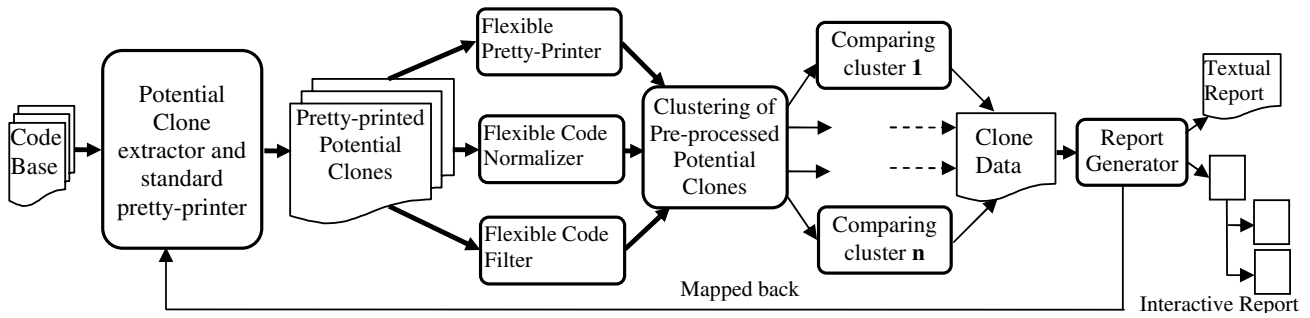 Code
Base
Potential
Clone
extractor and
standard
pretty-printer
Pretty-printed
Potential
Clones
Flexible
Pretty-Printer
Flexible Code
Normalizer
Flexible Code
Filter
Clustering of
Pre-processed
Potential
Clones
Comparing
cluster 1
Comparing
cluster n
Clone
Data
Report
Generator
Textual
Report
Mapped back
Interactive Report